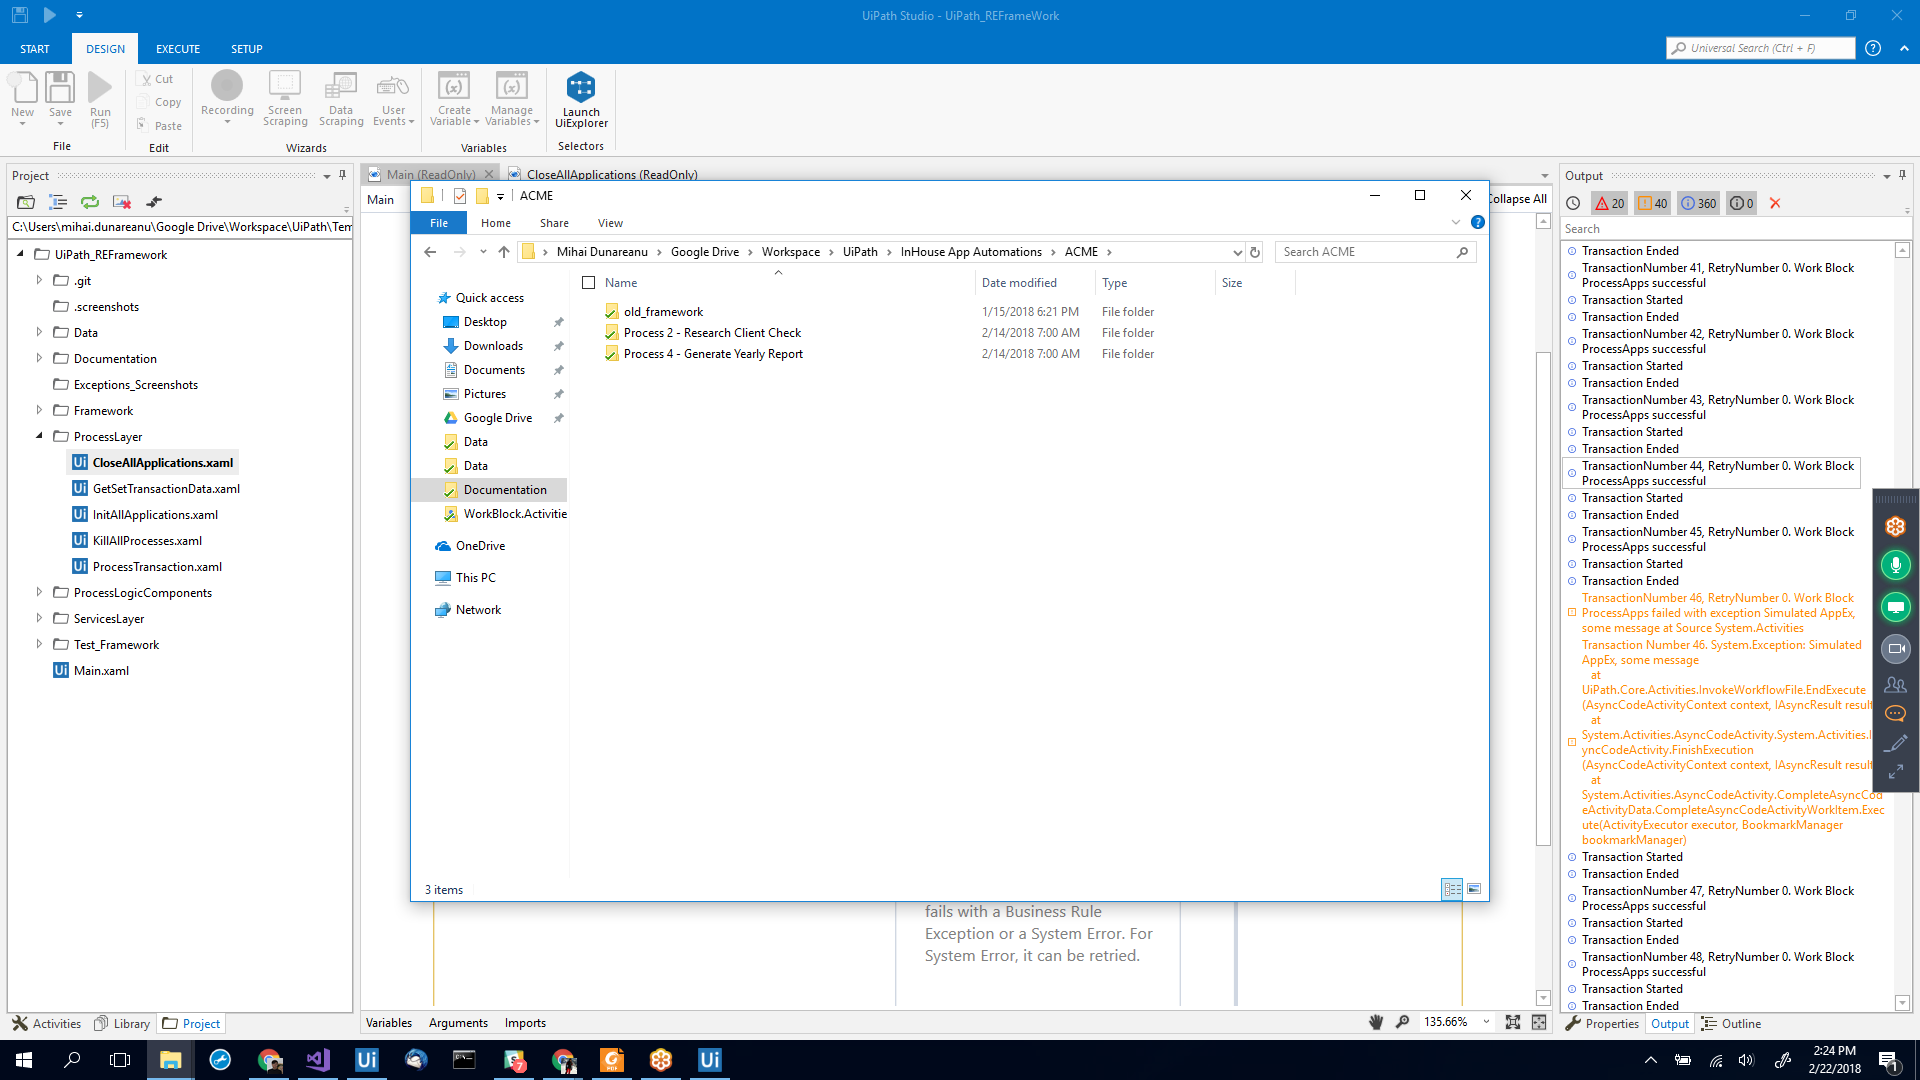 UiPath Studio - UiPath_REFrameWork
START
DESIGN
EXECUTE
SETUP
Universal Search (Ctrl + F)
New
Save
Run
(F5)
File
Cut
Copy
Paste
Edit
Recording
Screen
Scraping
Data
Scraping
User
Events
Wizards
Create
Variable
Manage
Variables
Variables
Launch
UiExplorer
Selectors
Project
C:\Users\mihai.dunareanu\Google Drive\Workspace\UiPath\Tem
UiPath_REFramework
.git
.screenshots
Data
Documentation
Exceptions_Screenshots
Framework
ProcessLayer
CloseAllApplications.xaml
GetSetTransactionData.xaml
InitAllApplications.xaml
KillAllProcesses.xaml
ProcessTransaction.xaml
ProcessLogicComponents
ServicesLayer
Test_Framework
Main.xaml
Activities
Library
Project
Main (ReadOnly)
CloseAllApplications (ReadOnly)
Main
Collapse All
ACME
File
Home
Share
View
Mihai Dunareanu
Google Drive
Workspace
UiPath
InHouse App Automations
ACME
Search ACME
Name
Date modified
Type
Size
old_framework
1/15/2018 6:21 PM
File folder
Process 2 - Research Client Check
2/14/2018 7:00 AM
File folder
Process 4 - Generate Yearly Report
2/14/2018 7:00 AM
File folder
Quick access
Desktop
Downloads
Documents
Pictures
Google Drive
Data
Data
Documentation
WorkBlock.Activitie
OneDrive
This PC
Network
3 items
fails with a Business Rule
Exception or a System Error. For
System Error, it can be retried.
Variables
Arguments
Imports
135.66%
Output
20
40
360
0
Search
Transaction Ended
TransactionNumber 41, RetryNumber 0. Work Block
ProcessApps successful
Transaction Started
Transaction Ended
TransactionNumber 42, RetryNumber 0. Work Block
ProcessApps successful
Transaction Started
Transaction Ended
TransactionNumber 43, RetryNumber 0. Work Block
ProcessApps successful
Transaction Started
Transaction Ended
TransactionNumber 44, RetryNumber 0. Work Block
ProcessApps successful
Transaction Started
Transaction Ended
TransactionNumber 45, RetryNumber 0. Work Block
ProcessApps successful
Transaction Started
Transaction Ended
TransactionNumber 46, RetryNumber 0. Work Block
ProcessApps failed with exception Simulated AppEx,
some message at Source System.Activities
Transaction Number 46. System.Exception: Simulated
AppEx, some message
at
UiPath.Core.Activities.InvokeWorkflowFile.EndExecute
(AsyncCodeActivityContext context, IAsyncResult result
at
System.Activities.AsyncCodeActivity.System.Activities.I
yncCodeActivity.FinishExecution
(AsyncCodeActivityContext context, IAsyncResult result
at
System.Activities.AsyncCodeActivity.CompleteAsyncCod
eActivityData.CompleteAsyncCodeActivityWorkItem.Exec
ute(ActivityExecutor executor, BookmarkManager
bookmarkManager)
Transaction Started
Transaction Ended
TransactionNumber 47, RetryNumber 0. Work Block
ProcessApps successful
Transaction Started
Transaction Ended
TransactionNumber 48, RetryNumber 0. Work Block
ProcessApps successful
Transaction Started
Transaction Ended
Properties
Output
Outline
Ui
Ui
7
2:24 PM
2/22/2018
1